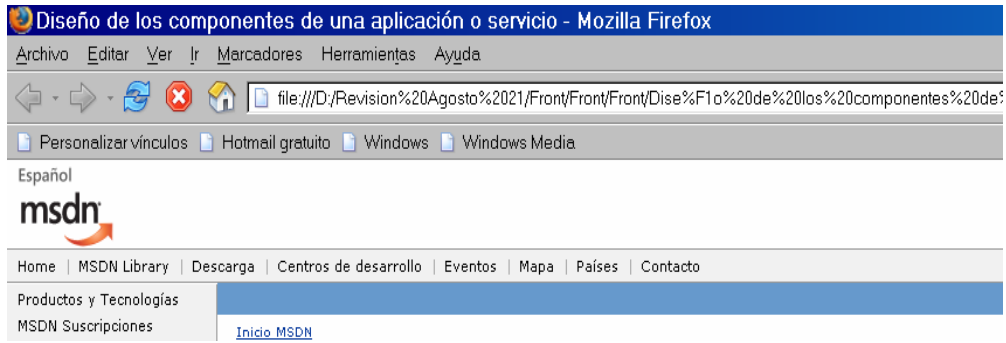 Diseño de los componentes de una aplicación o servicio - Mozilla Firefox
Archivo Editar Ver Ir Marcadores Herramientas Ayuda
file:///D:/Revision%20Agosto%2021/Front/Front/Front/Dise%F1o%20de%20los%20componentes%20de%
Personalizar vínculos Hotmail gratuito Windows Windows Media
Español
msdn
Home | MSDN Library | Descarga | Centros de desarrollo | Eventos | Mapa | Países | Contacto
Productos y Tecnologías
MSDN Suscripciones
Inicio MSDN